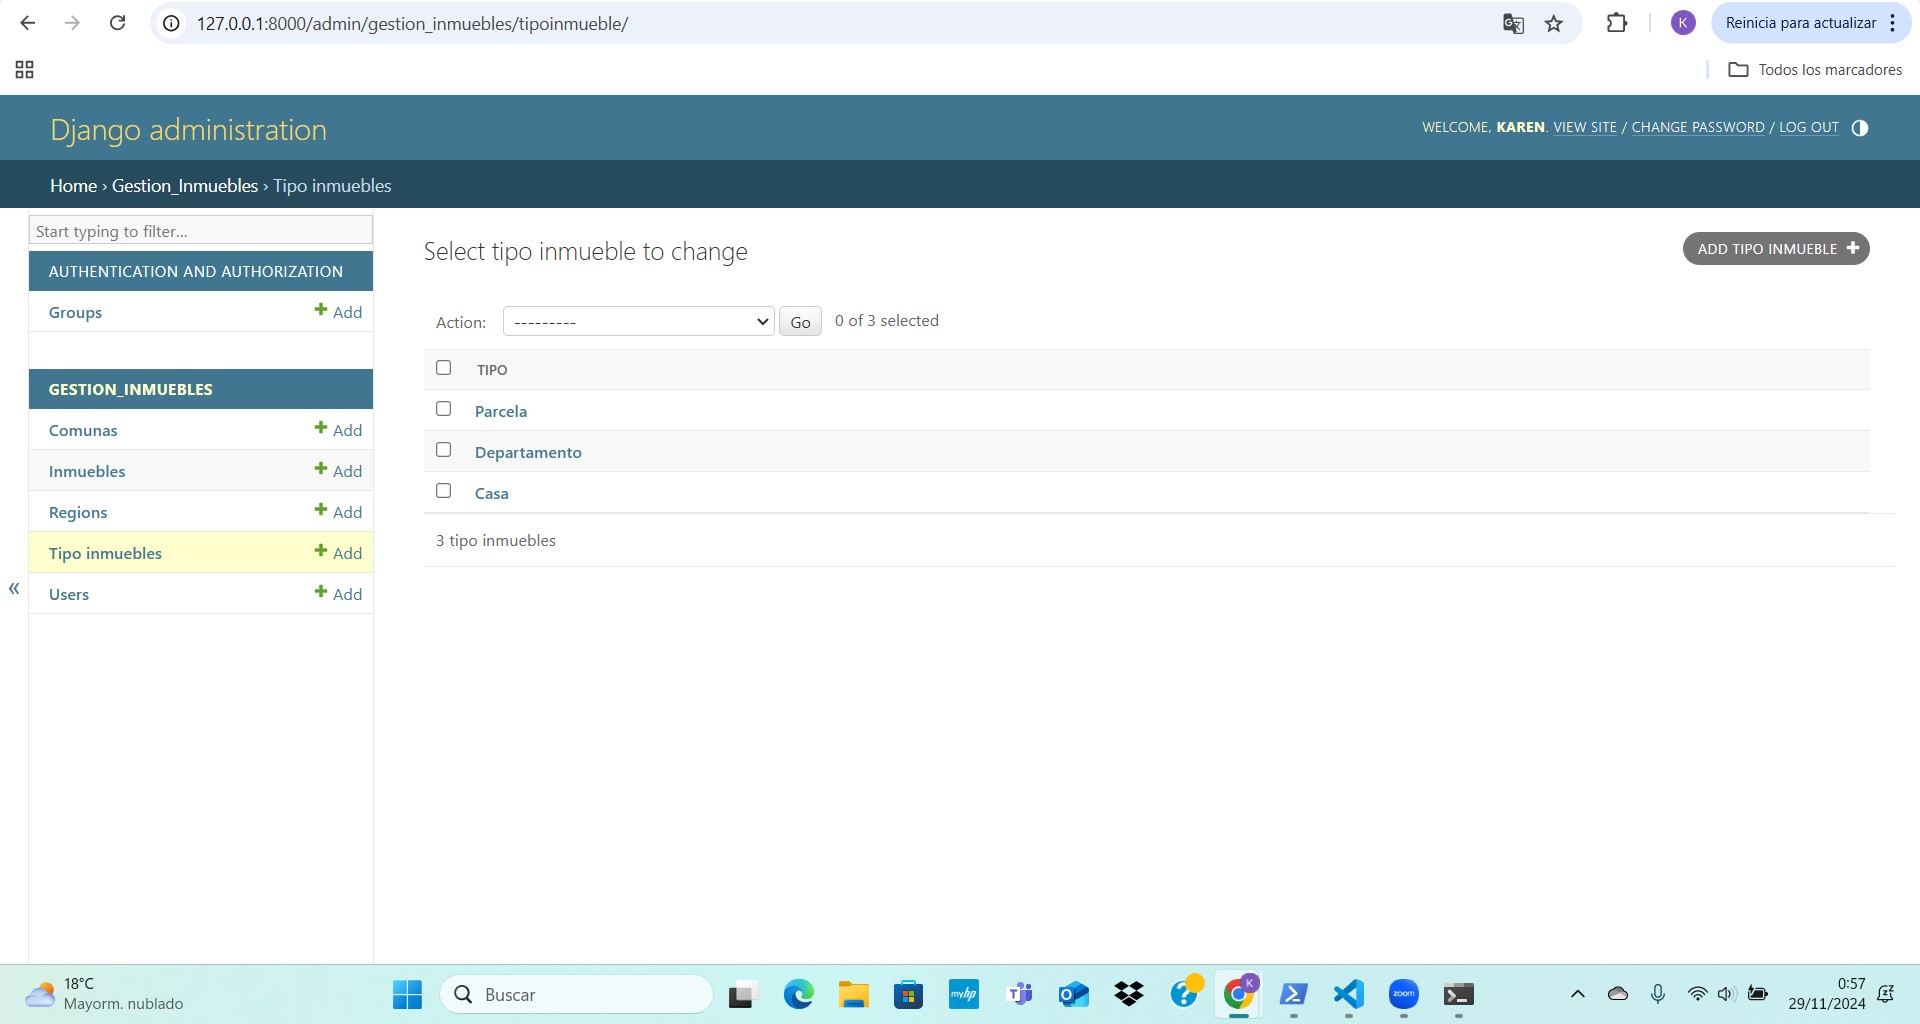 127.0.0.1:8000/admin/gestion_inmuebles/tipoinmueble/
K
Reinicia para actualizar
Todos los marcadores
Django administration
WELCOME, KAREN. VIEW SITE / CHANGE PASSWORD / LOG OUT
Home › Gestion_Inmuebles › Tipo inmuebles
Start typing to filter...
AUTHENTICATION AND AUTHORIZATION
Groups + Add
GESTION_INMUEBLES
Comunas + Add
Inmuebles + Add
Regions + Add
Tipo inmuebles + Add
Users + Add
«
Select tipo inmueble to change
ADD TIPO INMUEBLE +
Action: --------- Go 0 of 3 selected
TIPO
Parcela
Departamento
Casa
3 tipo inmuebles
18°C
Mayorm. nublado
Buscar
myhp
zoom
K
0:57
29/11/2024